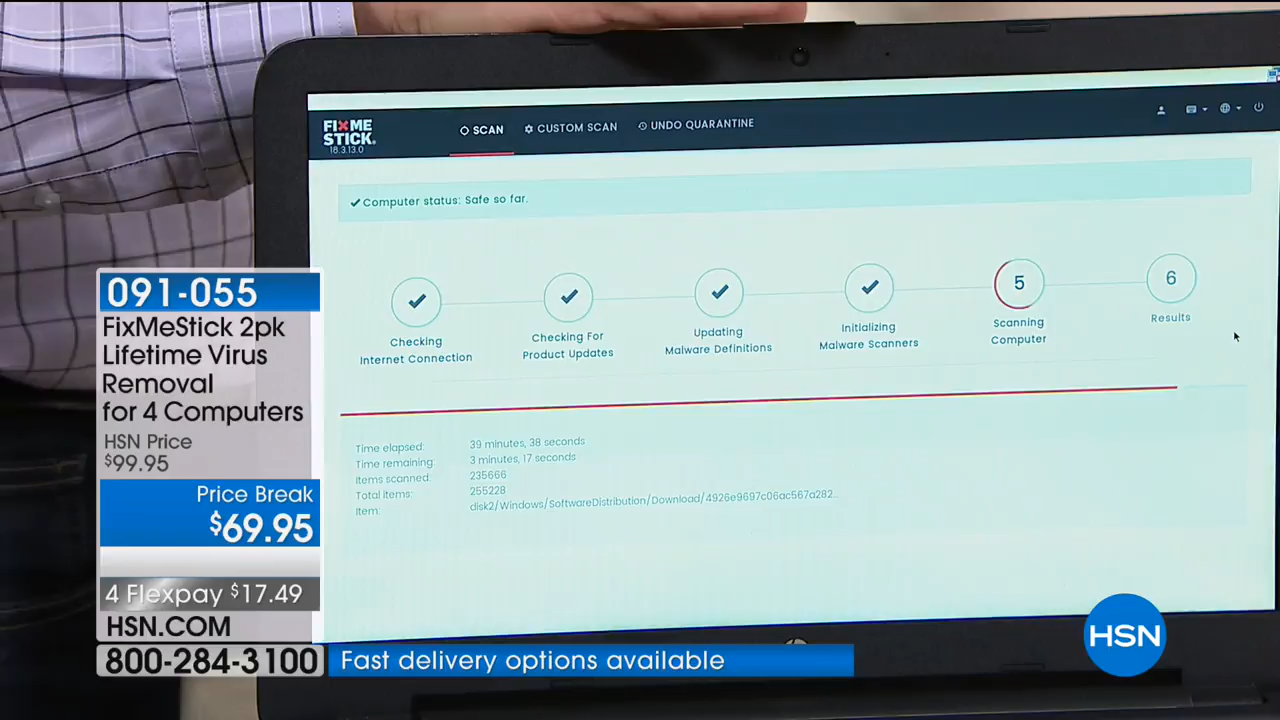 FIXME
STICK®
18.3.13.0
SCAN
CUSTOM SCAN
UNDO QUARANTINE
Computer status: Safe so far.
Checking
Internet Connection
Checking For
Product Updates
Updating
Malware Definitions
Initializing
Malware Scanners
5
Scanning
Computer
6
Results
Time elapsed: 39 minutes, 38 seconds
Time remaining: 3 minutes, 17 seconds
Items scanned: 235666
Total Items: 255228
Item: disk2/Windows/SoftwareDistribution/Download/4926e9697c06ac567a282...
091-055
FixMeStick 2pk
Lifetime Virus
Removal
for 4 Computers
HSN Price
$99.95
Price Break
$69.95
4 Flexpay $17.49
HSN.COM
800-284-3100
Fast delivery options available
HSN